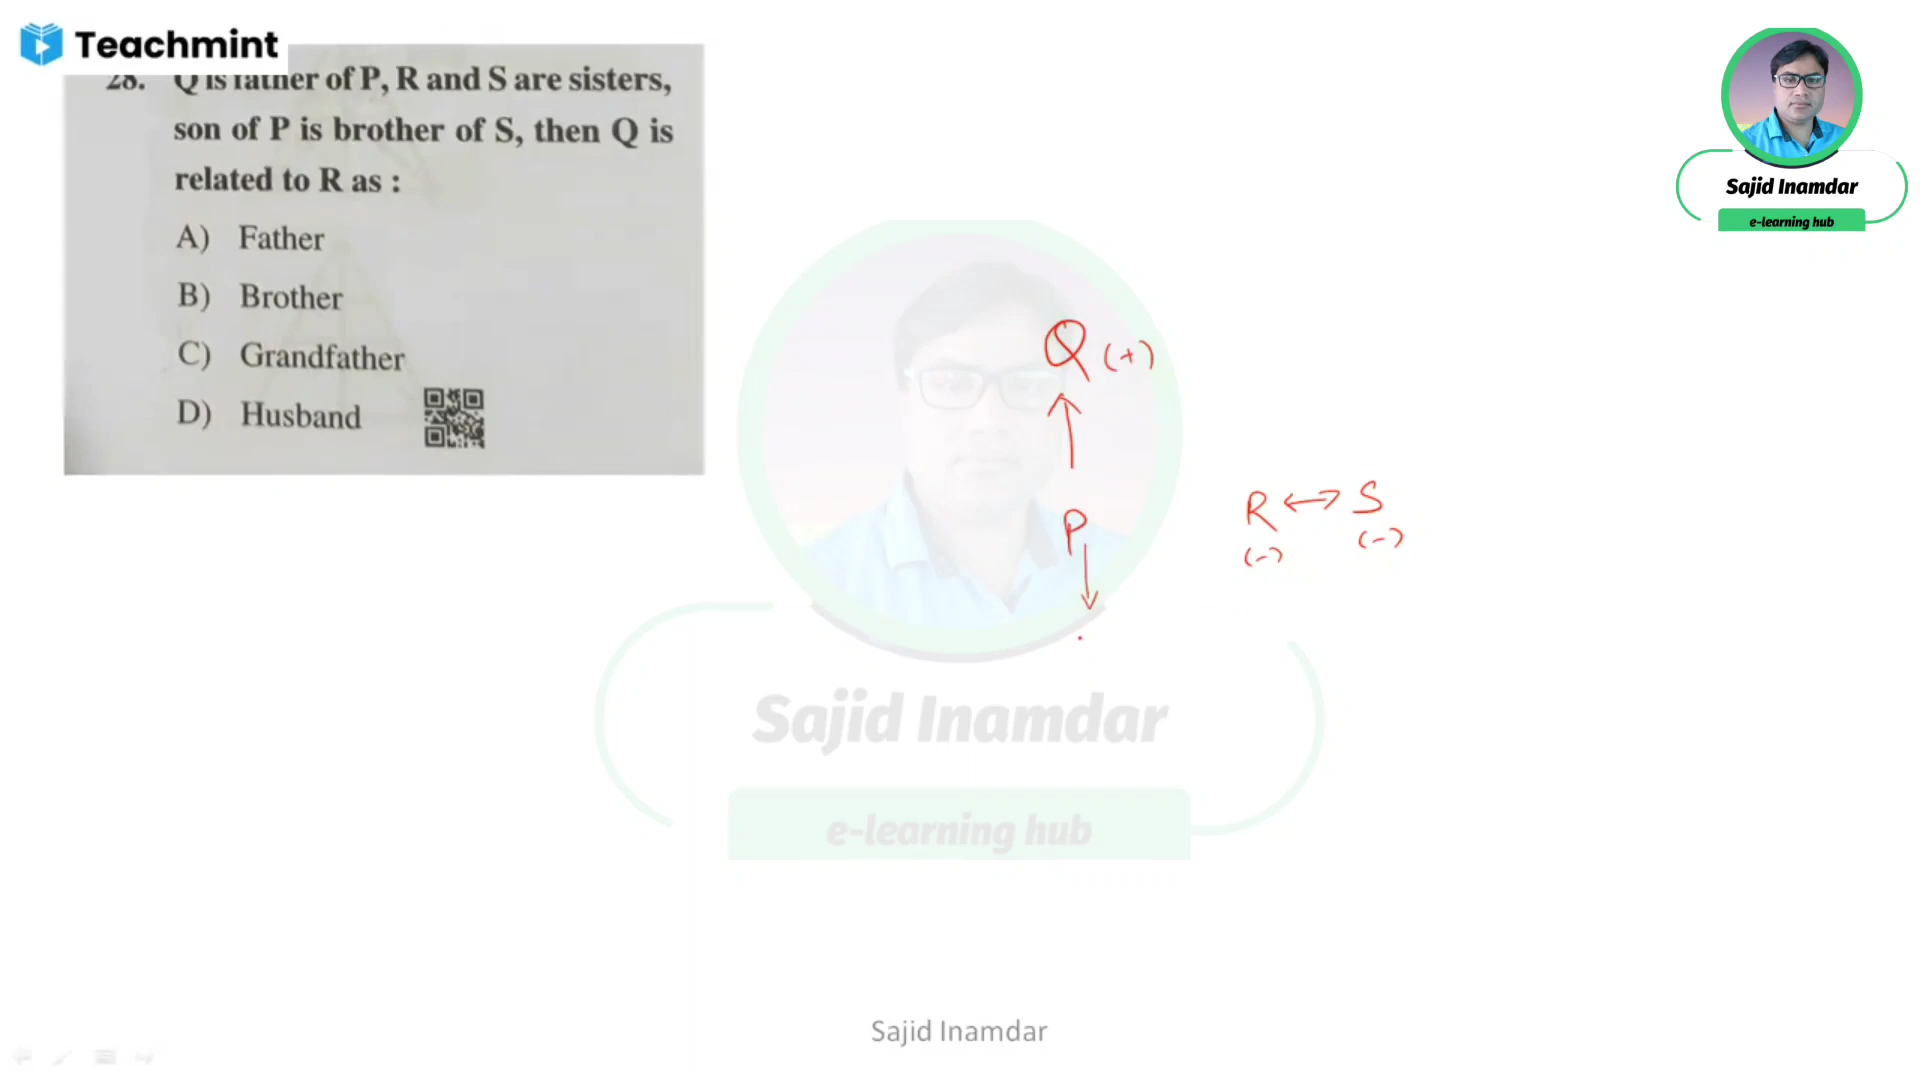 Teachmint
28. Q is father of P, R and S are sisters,
son of P is brother of S, then Q is
related to R as :
A) Father
B) Brother
C) Grandfather
D) Husband
Sajid Inamdar
e-learning hub
Q (+)
P
R ↔ S
(-) (-)
Sajid Inamdar
e-learning hub
Sajid Inamdar